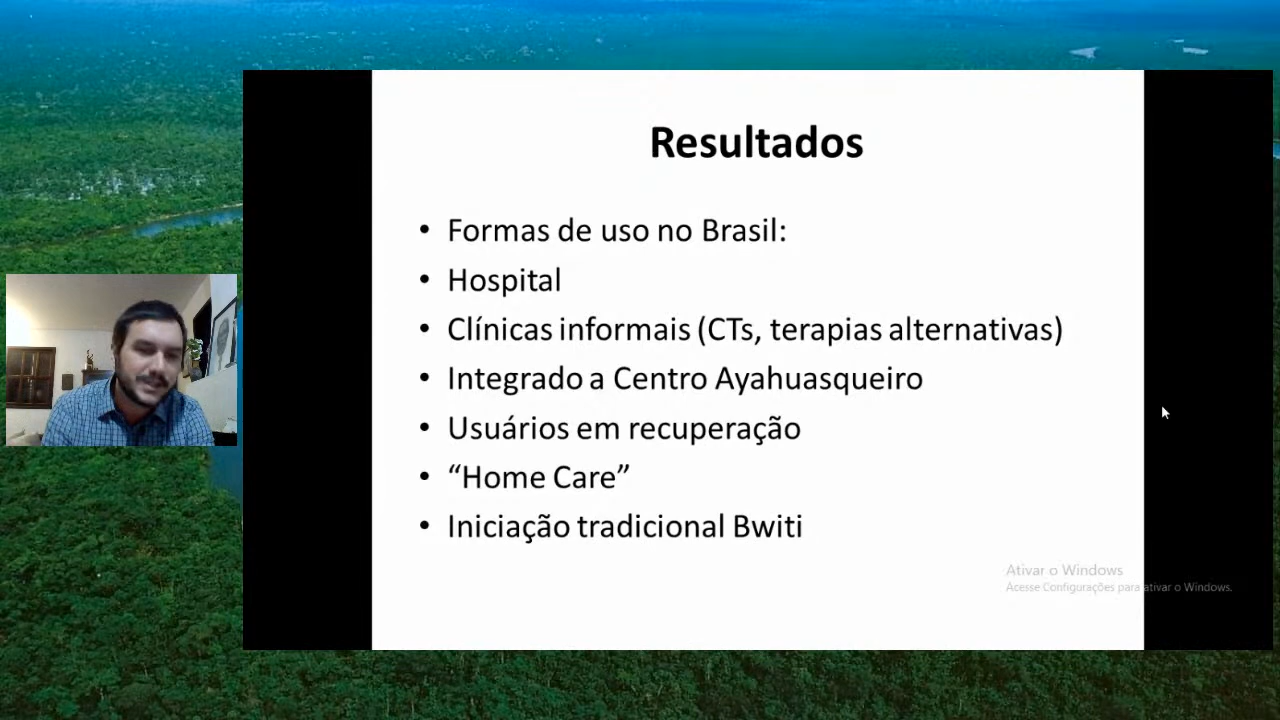 Resultados
• Formas de uso no Brasil:
• Hospital
• Clínicas informais (CTs, terapias alternativas)
• Integrado a Centro Ayahuasqueiro
• Usuários em recuperação
• “Home Care”
• Iniciação tradicional Bwiti
Ativar o Windows
Acesse Configurações para ativar o Windows.